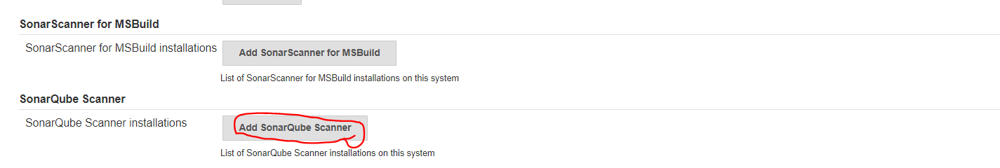 SonarScanner for MSBuild
SonarScanner for MSBuild installations
Add SonarScanner for MSBuild
List of SonarScanner for MSBuild installations on this system
SonarQube Scanner
SonarQube Scanner installations
Add SonarQube Scanner
List of SonarQube Scanner installations on this system